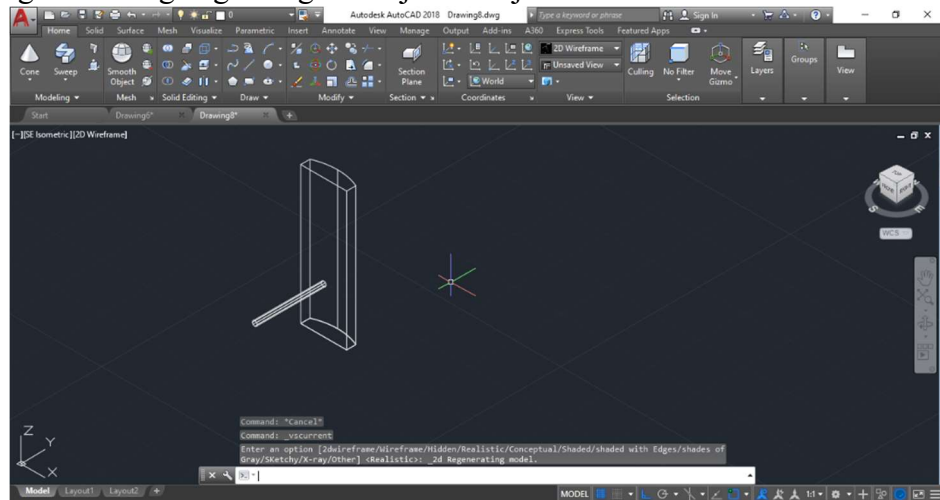 Autodesk AutoCAD 2018 Drawing8.dwg
Type a keyword or phrase
Sign In
0
Home Solid Surface Mesh Visualize Parametric Insert Annotate View Manage Output Add-ins A360 Express Tools Featured Apps
Cone Sweep Smooth Object Section Plane 2D Wireframe Unsaved View World Culling No Filter Move Gizmo Layers Groups View
Modeling Mesh Solid Editing Draw Modify Section Coordinates View Selection
Start Drawing6* Drawing8*
[−][SE Isometric][2D Wireframe]
WCS
Command: *Cancel*
Command: _vscurrent
Enter an option [2dwireframe/Wireframe/Hidden/Realistic/Conceptual/Shaded/shaded with Edges/shades of
Gray/SKetchy/X-ray/Other] <Realistic>: _2d Regenerating model.
Z
Y
X
Model Layout1 Layout2 +
MODEL 1:1